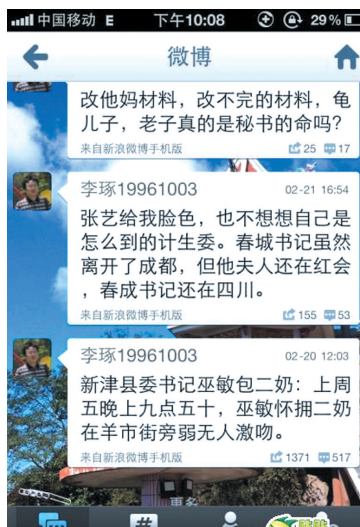 中国移动 E 下午10:08 29%
微博
改他妈材料，改不完的材料，龟
儿子，老子真的是秘书的命吗？
来自新浪微博手机版 25 17
李琢19961003 02-21 16:54
张艺给我脸色，也不想想自己是
怎么到的计生委。春城书记虽然
离开了成都，但他夫人还在红会
，春成书记还在四川。
来自新浪微博手机版 155 53
李琢19961003 02-20 12:03
新津县委书记巫敏包二奶：上周
五晚上九点五十，巫敏怀拥二奶
在羊市街旁弱无人激吻。
来自新浪微博手机版 1371 517
更多
#